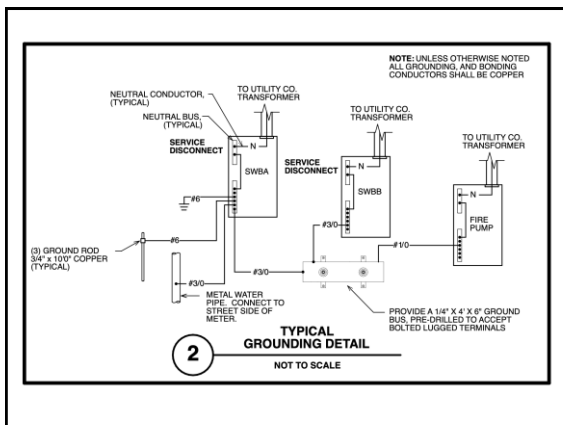 NOTE: UNLESS OTHERWISE NOTED
ALL GROUNDING, AND BONDING
CONDUCTORS SHALL BE COPPER
NEUTRAL CONDUCTOR,
(TYPICAL)
NEUTRAL BUS,
(TYPICAL)
SERVICE
DISCONNECT
TO UTILITY CO.
TRANSFORMER
N
SWBA
TO UTILITY CO.
TRANSFORMER
SERVICE
DISCONNECT
N
SWBB
TO UTILITY CO.
TRANSFORMER
N
FIRE
PUMP
#6
#6
#3/0
#3/0
#3/0
#1/0
(3) GROUND ROD
3/4" x 10'0" COPPER
(TYPICAL)
METAL WATER
PIPE. CONNECT TO
STREET SIDE OF
METER.
PROVIDE A 1/4" X 4' X 6" GROUND
BUS, PRE-DRILLED TO ACCEPT
BOLTED LUGGED TERMINALS
2
TYPICAL
GROUNDING DETAIL
NOT TO SCALE